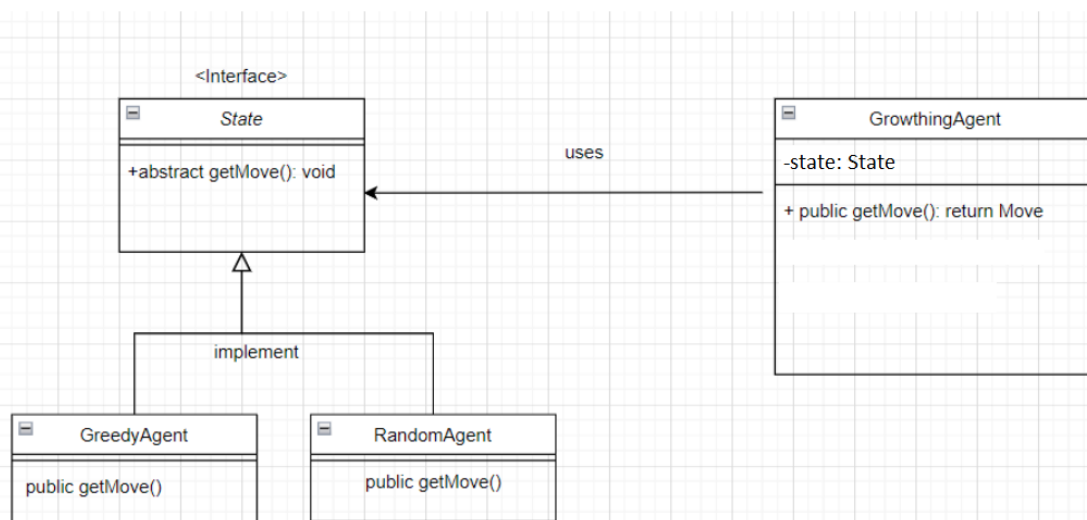 <Interface>
State
+abstract getMove(): void
uses
GrowthingAgent
-state: State
+ public getMove(): return Move
implement
GreedyAgent
public getMove()
RandomAgent
public getMove()